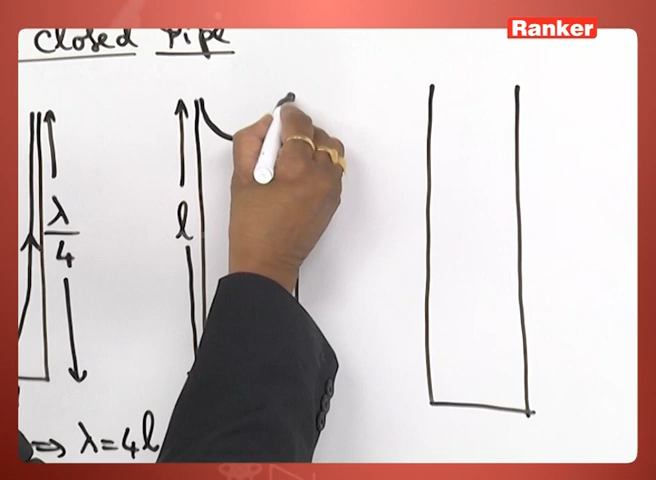 Ranker
Closed Pipe
λ/4
l
⇒ λ=4l